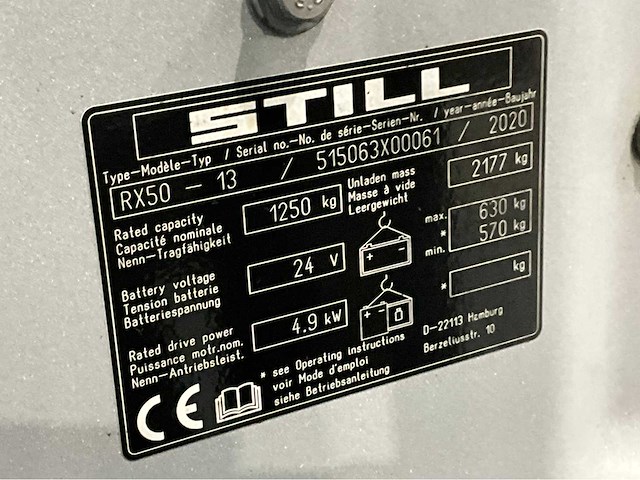 STILL
Type-Modèle-Typ / Serial no.-No. de série-Serien-Nr. / year-année-Baujahr
RX50 - 13 / 515063X00061 / 2020
Rated capacity
Capacité nominale
Nenn-Tragfähigkeit
1250 kg
Unladen mass
Masse à vide
Leergewicht
2177 kg
Battery voltage
Tension batterie
Batteriespannung
24 V
max. 630 kg
* 570 kg
min.
Rated drive power
Puissance motr.nom.
Nenn-Antriebsleist.
4.9 kW
* kg
CE
* see Operating Instructions
voir Mode d'emploi
siehe Betriebsanleitung
D-22113 Hamburg
Berzeliusstr. 10